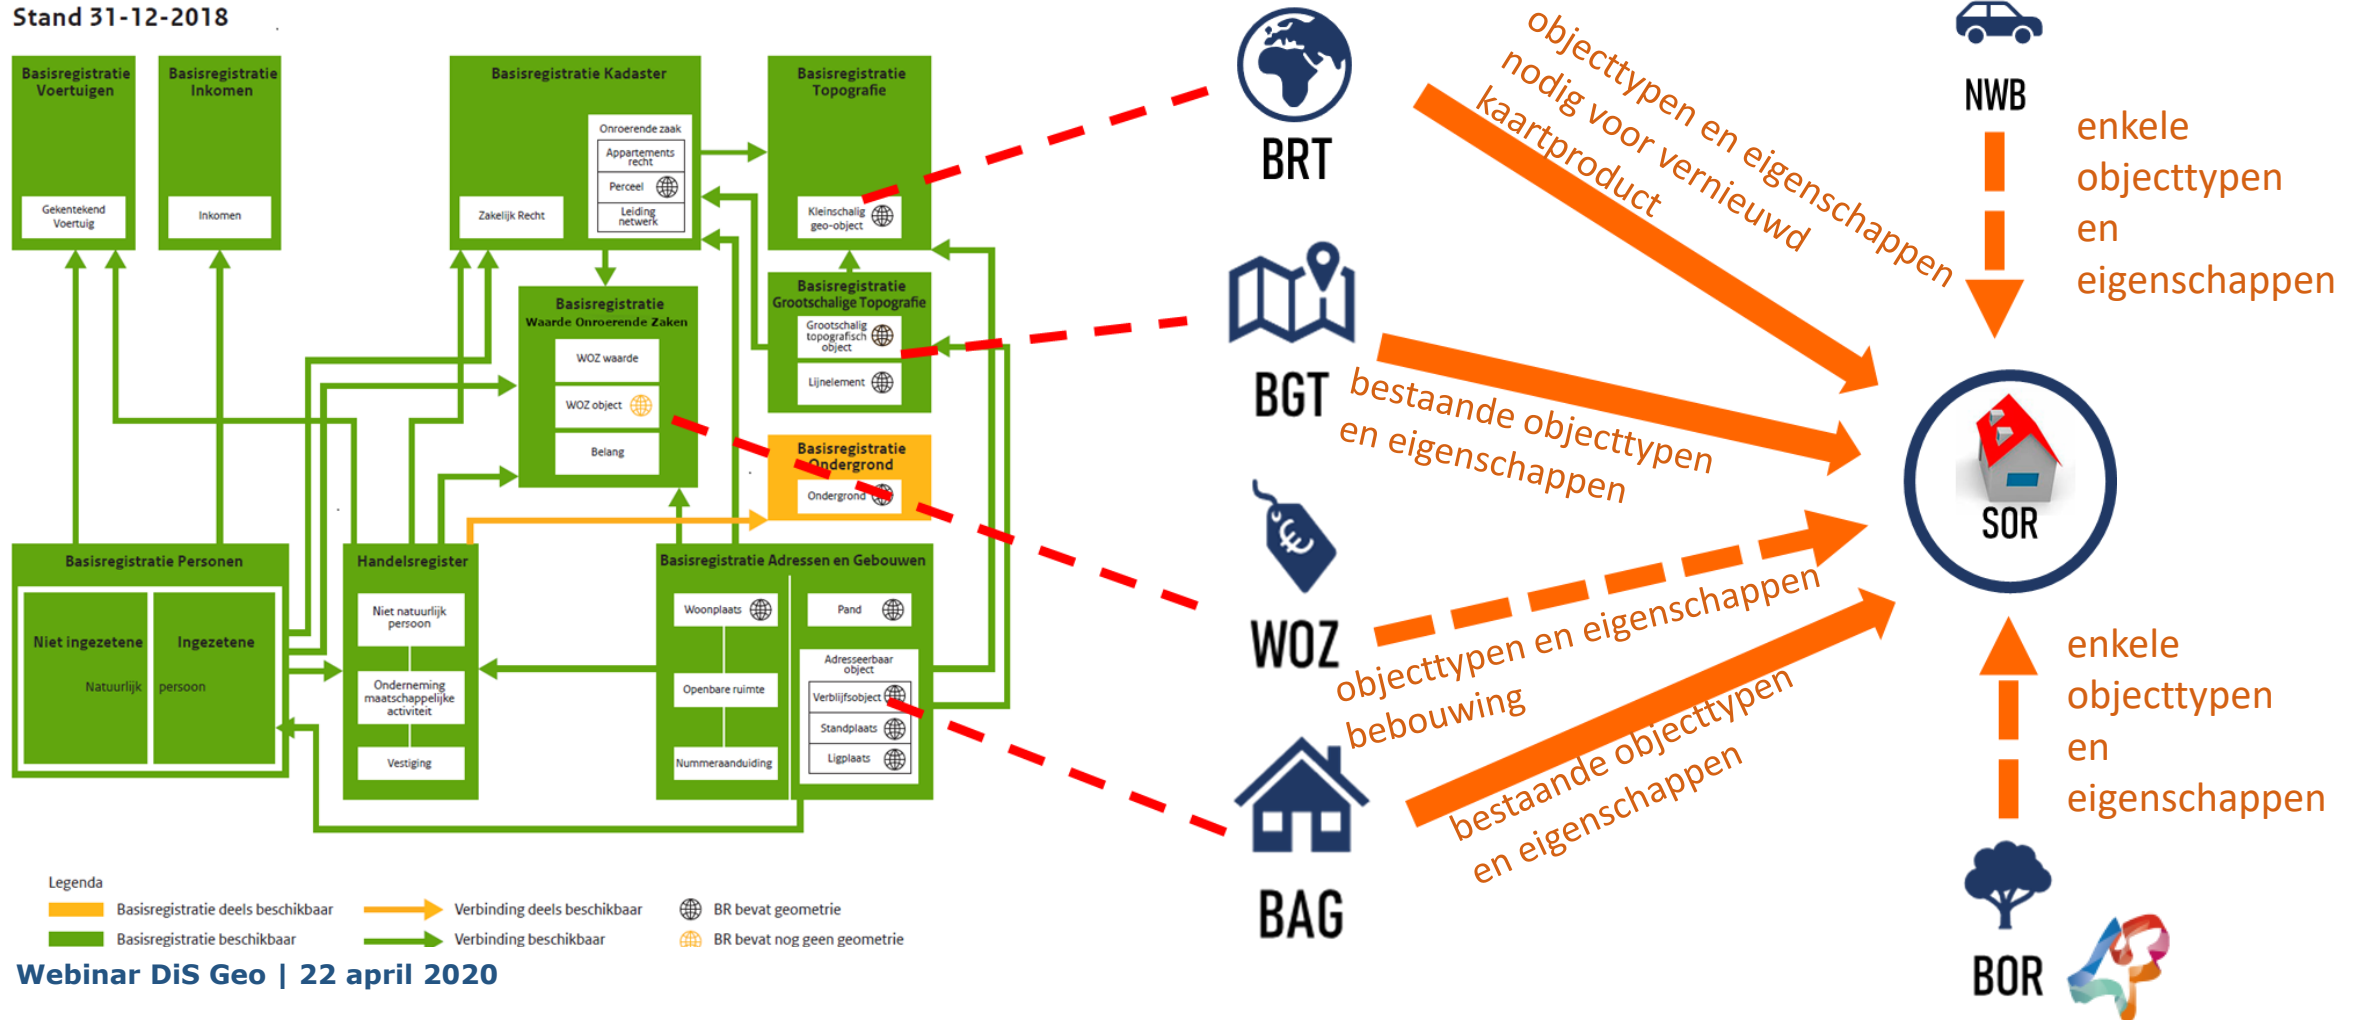 Stand 31-12-2018
Basisregistratie
Voertuigen
Gekentekend
Voertuig
Basisregistratie
Inkomen
Inkomen
Basisregistratie Kadaster
Zakelijk Recht
Onroerende zaak
Appartements
recht
Perceel
Leiding
netwerk
Basisregistratie
Topografie
Kleinschalig
geo-object
Basisregistratie
Grootschalige Topografie
Grootschalig
topografisch
object
Lijnelement
Basisregistratie
Waarde Onroerende Zaken
WOZ waarde
WOZ object
Belang
Basisregistratie
Ondergrond
Ondergrond
Basisregistratie Personen
Niet ingezetene
Ingezetene
Natuurlijk
persoon
Handelsregister
Niet natuurlijk
persoon
Onderneming
maatschappelijke
activiteit
Vestiging
Basisregistratie Adressen en Gebouwen
Woonplaats
Openbare ruimte
Nummeraanduiding
Pand
Adresseerbaar
object
Verblijfsobject
Standplaats
Ligplaats
Legenda
Basisregistratie deels beschikbaar
Verbinding deels beschikbaar
BR bevat geometrie
Basisregistratie beschikbaar
Verbinding beschikbaar
BR bevat nog geen geometrie
Webinar DiS Geo | 22 april 2020
BRT
objecttypen en eigenschappen
nodig voor vernieuwd
kaartproduct
BGT
bestaande objecttypen
en eigenschappen
WOZ
objecttypen en eigenschappen
bebouwing
BAG
bestaande objecttypen
en eigenschappen
NWB
enkele
objecttypen
en
eigenschappen
SOR
enkele
objecttypen
en
eigenschappen
BOR